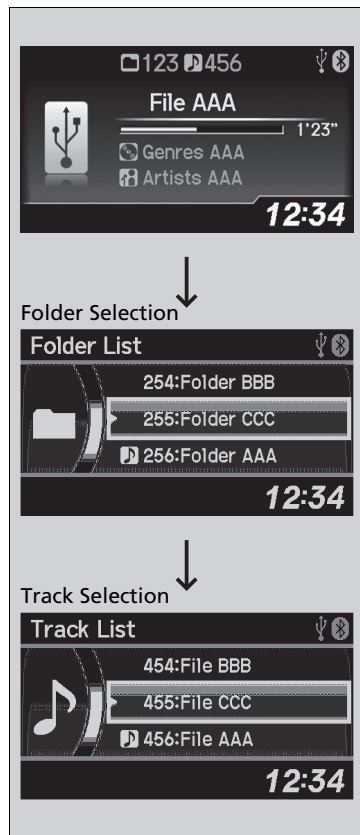 123 456
File AAA
1'23"
Genres AAA
Artists AAA
12:34
Folder Selection
Folder List
254:Folder BBB
255:Folder CCC
256:Folder AAA
12:34
Track Selection
Track List
454:File BBB
455:File CCC
456:File AAA
12:34